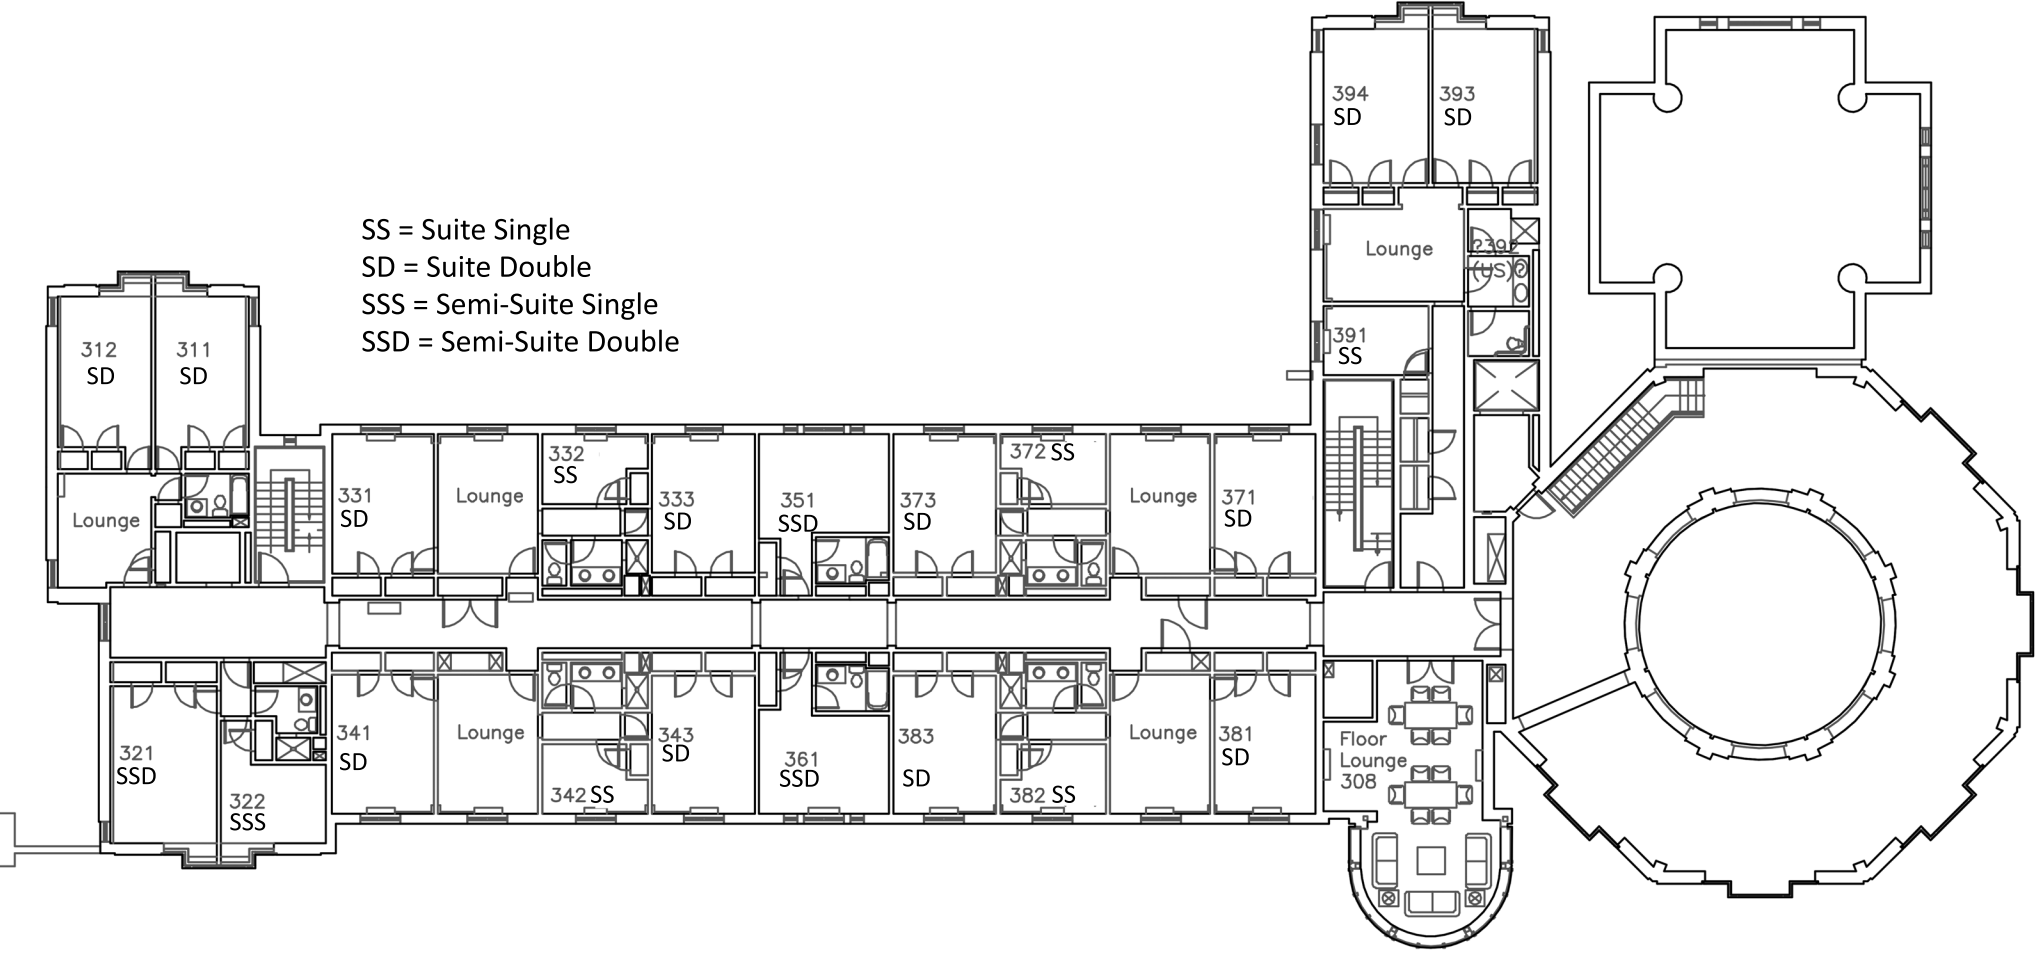 394
SD
393
SD
SS = Suite Single
SD = Suite Double
SSS = Semi-Suite Single
SSD = Semi-Suite Double
Lounge
?392
(US)?
391
SS
312
SD
311
SD
Lounge
331
SD
Lounge
332
SS
333
SD
351
SSD
373
SD
372 SS
Lounge
371
SD
321
SSD
322
SSS
341
SD
Lounge
342 SS
343
SD
361
SSD
383
SD
382 SS
Lounge
381
SD
Floor
Lounge
308